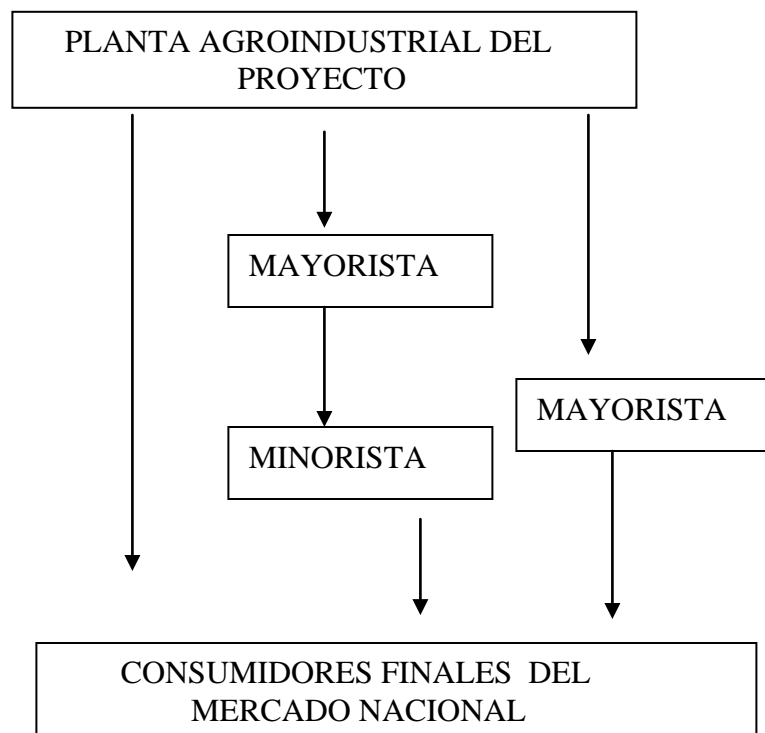 PLANTA AGROINDUSTRIAL DEL
PROYECTO
MAYORISTA
MAYORISTA
MINORISTA
CONSUMIDORES FINALES DEL
MERCADO NACIONAL